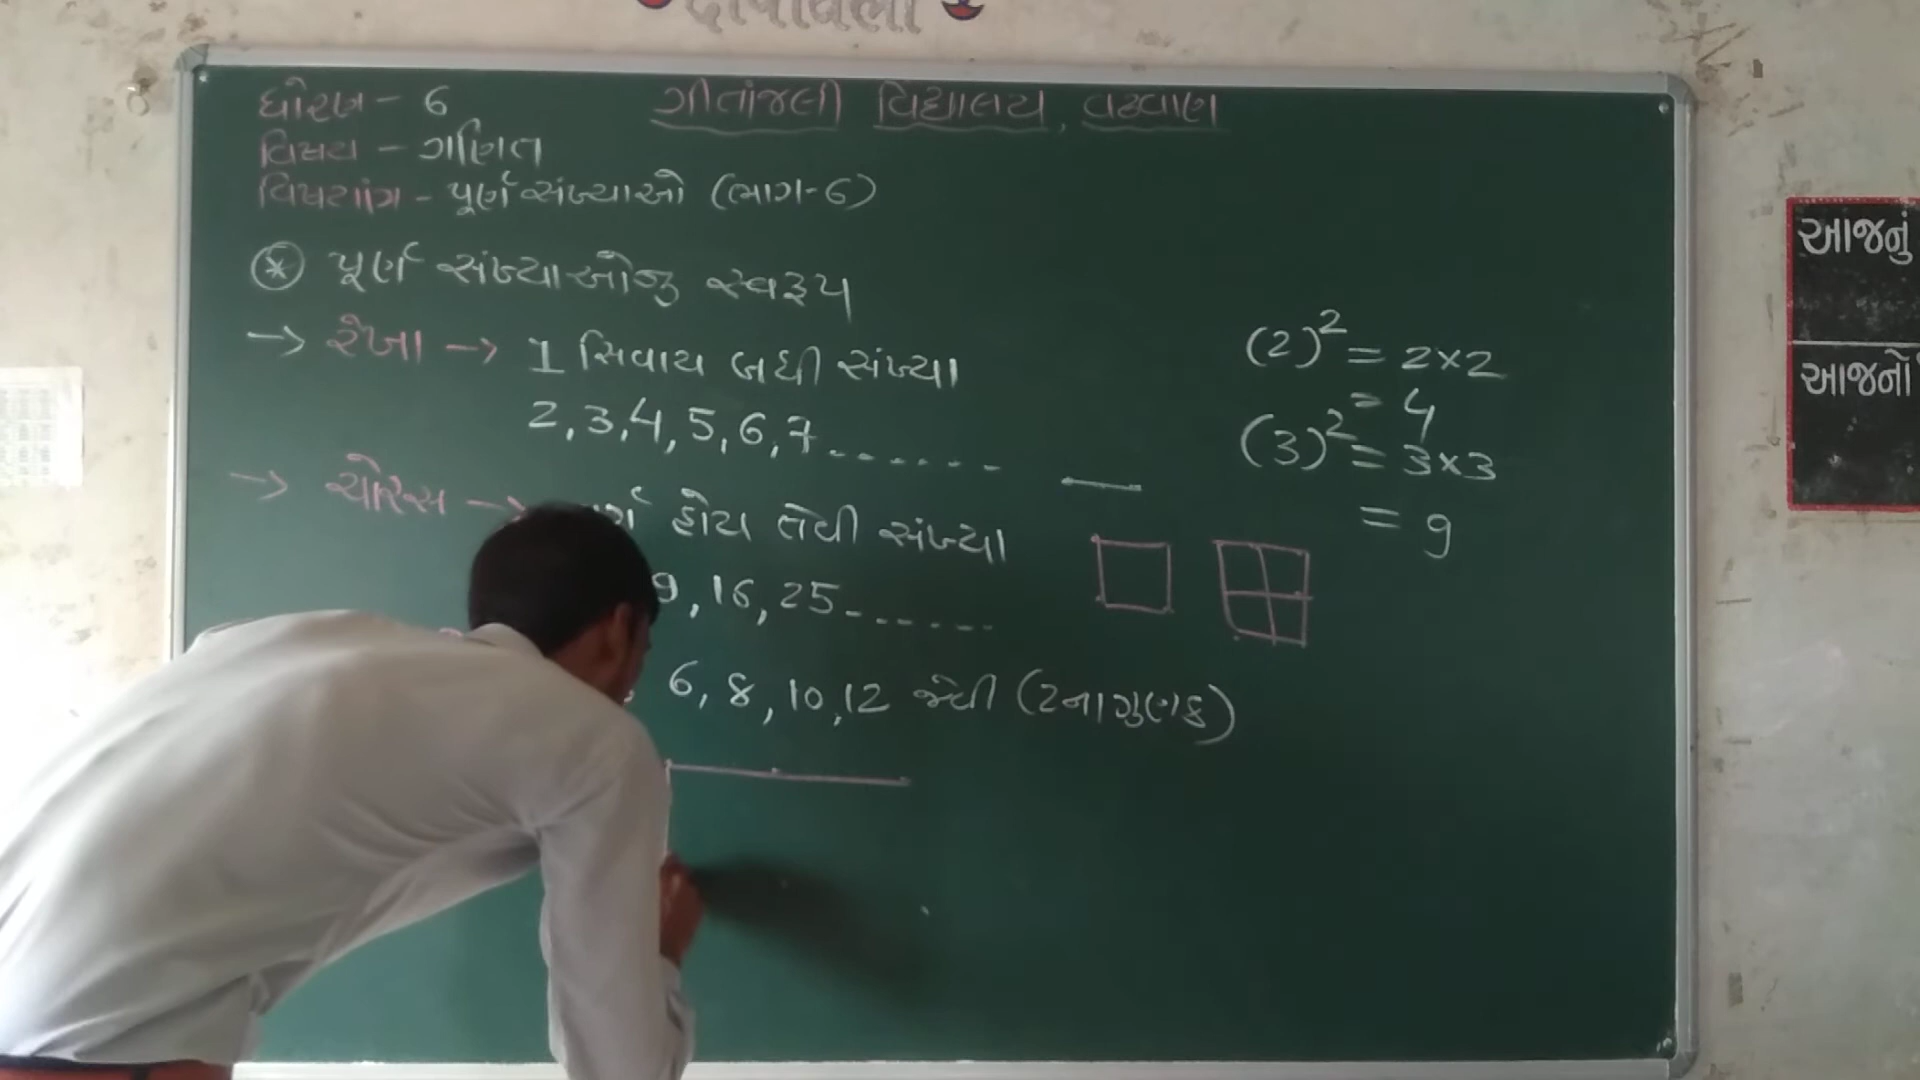 દીપાવલી
ધોરણ - 6
ગીતાંજલી વિદ્યાલય, વઢવાણ
વિષય - ગણિત
વિષયાંગ - પૂર્ણ સંખ્યાઓ (ભાગ-6)
પૂર્ણ સંખ્યાઓનુ સ્વરૂપ
→ રેખા → 1 સિવાય બધી સંખ્યા
2, 3, 4, 5, 6, 7.......
→ ચોરસ → હોય તેવી સંખ્યા
9, 16, 25.......
6, 8, 10, 12 જેવી (2ના ગુણક)
(2)² = 2×2
= 4
(3)² = 3×3
= 9
આજનું
આજનો